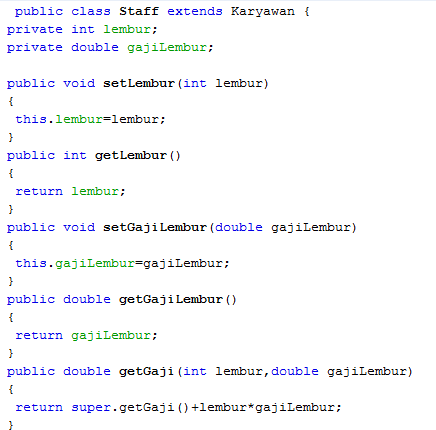 public class Staff extends Karyawan {
private int lembur;
private double gajiLembur;

public void setLembur(int lembur)
{
 this.lembur=lembur;
}
public int getLembur()
{
 return lembur;
}
public void setGajiLembur(double gajiLembur)
{
 this.gajiLembur=gajiLembur;
}
public double getGajiLembur()
{
 return gajiLembur;
}
public double getGaji(int lembur,double gajiLembur)
{
 return super.getGaji()+lembur*gajiLembur;
}